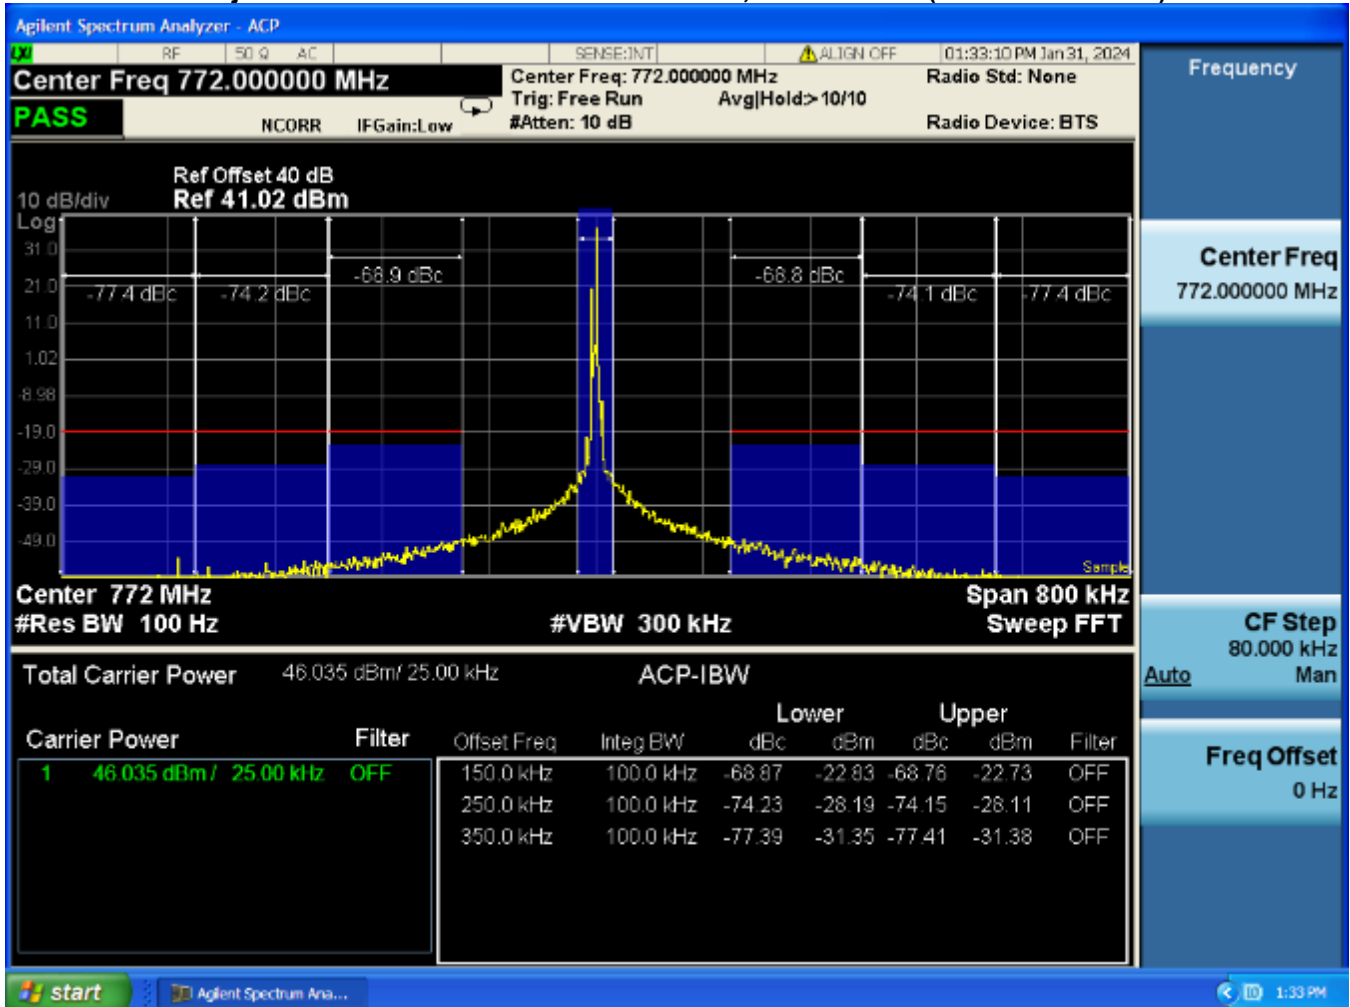 Agilent Spectrum Analyzer - ACP
LXI RF 50 Ω AC SENSE:INT ALIGN OFF 01:33:10 PM Jan 31, 2024
Center Freq 772.000000 MHz
Center Freq: 772.000000 MHz
Radio Std: None
Trig: Free Run Avg|Hold:>10/10
PASS
NCORR IFGain:Low
#Atten: 10 dB
Radio Device: BTS
Frequency
Ref Offset 40 dB
10 dB/div Ref 41.02 dBm
Log
31.0
21.0
11.0
1.02
-8.98
-19.0
-29.0
-39.0
-49.0
-77.4 dBc -74.2 dBc -68.9 dBc -68.8 dBc -74.1 dBc -77.4 dBc
Sample
Center Freq
772.000000 MHz
Center 772 MHz Span 800 kHz
#Res BW 100 Hz #VBW 300 kHz Sweep FFT
CF Step
80.000 kHz
Auto Man
Total Carrier Power 46.035 dBm/ 25.00 kHz ACP-IBW
Lower Upper
Carrier Power Filter Offset Freq Integ BW dBc dBm dBc dBm Filter
1 46.035 dBm / 25.00 kHz OFF 150.0 kHz 100.0 kHz -68.87 -22.83 -68.76 -22.73 OFF
250.0 kHz 100.0 kHz -74.23 -28.19 -74.15 -28.11 OFF
350.0 kHz 100.0 kHz -77.39 -31.35 -77.41 -31.38 OFF
Freq Offset
0 Hz
start Agilent Spectrum Ana... 1:33 PM